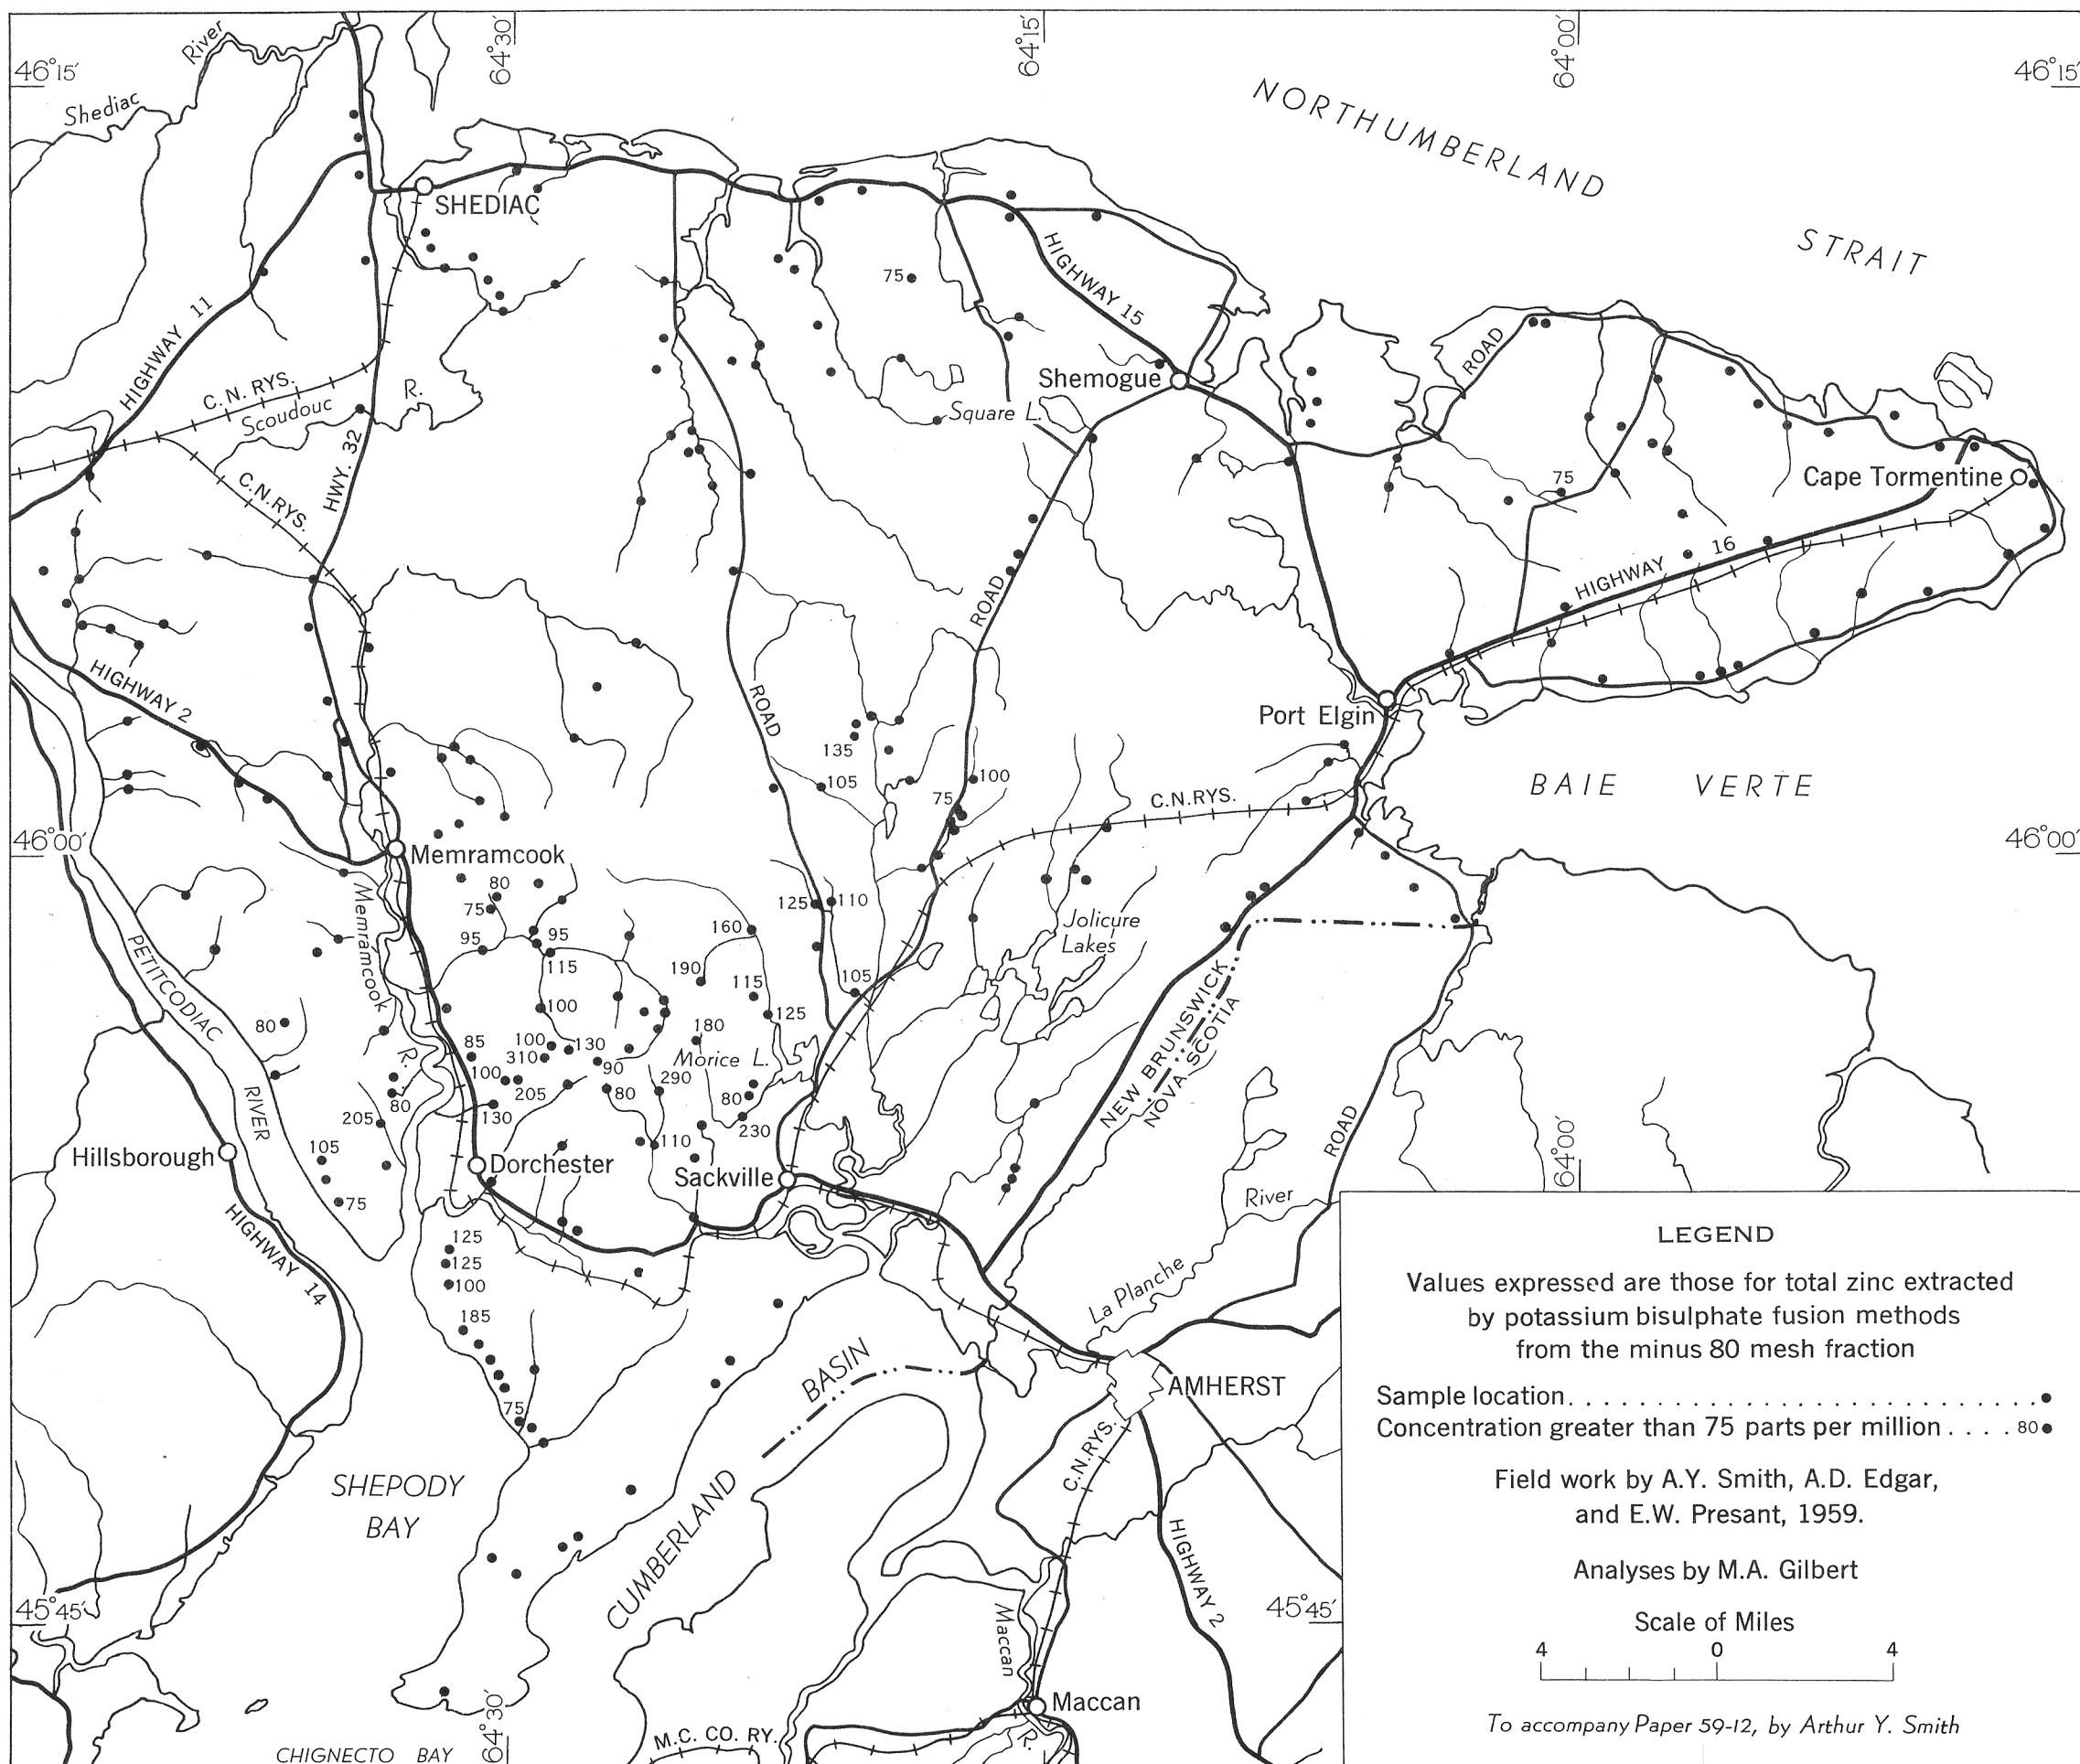 64°30'
64°15'
64°00'
46°15'
46°15'
River
Shediac
NORTHUMBERLAND
STRAIT
SHEDIAC
HIGHWAY 15
75
HIGHWAY 11
C. N. RYS.
Scoudouc
R.
ROAD
Shemogue
Square L.
HWY. 32
C.N.RYS.
75
Cape Tormentine
HIGHWAY 16
ROAD
HIGHWAY 2
ROAD
Port Elgin
135
105
100
75
C.N.RYS.
BAIE VERTE
46°00'
46°00'
Memramcook
80
75
125
110
160
Jolicure
Lakes
95
95
115
190
115
105
Memramcook
R.
PETITCODIAC
RIVER
80
100
125
180
85
100
130
310
Morice L.
90
100
205
80
290
80
80
130
205
230
110
105
75
NEW BRUNSWICK
NOVA SCOTIA
ROAD
64°00'
Hillsborough
Dorchester
Sackville
River
HIGHWAY 14
125
125
100
185
75
La Planche
BASIN
AMHERST
SHEPODY
BAY
CUMBERLAND
C.N.RYS.
HIGHWAY 2
45°45'
45°45'
Maccan
R.
Maccan
64°30'
M.C. CO. RY.
CHIGNECTO BAY
LEGEND
Values expressed are those for total zinc extracted
by potassium bisulphate fusion methods
from the minus 80 mesh fraction
Sample location
Concentration greater than 75 parts per million . . . . 80
Field work by A.Y. Smith, A.D. Edgar,
and E.W. Presant, 1959.
Analyses by M.A. Gilbert
Scale of Miles
4 0 4
To accompany Paper 59-12, by Arthur Y. Smith